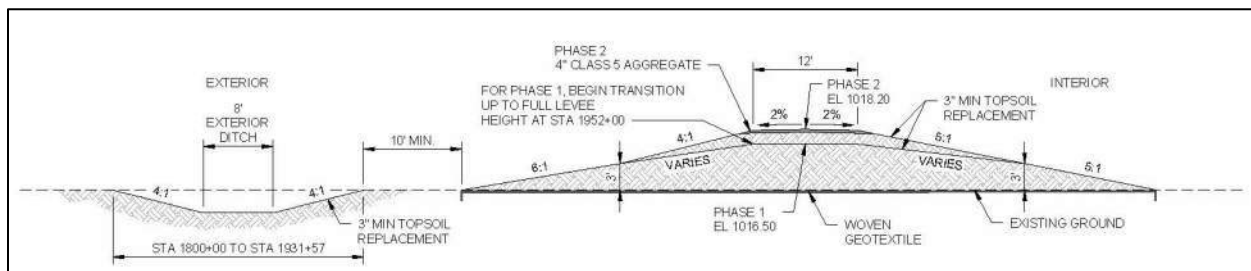 EXTERIOR
8'
EXTERIOR
DITCH
10' MIN.
4:1
4:1
3" MIN TOPSOIL
REPLACEMENT
STA 1800+00 TO STA 1931+57
PHASE 2
4" CLASS 5 AGGREGATE
FOR PHASE 1, BEGIN TRANSITION
UP TO FULL LEVEE
HEIGHT AT STA 1952+00
12'
PHASE 2
EL 1018.20
2%
2%
INTERIOR
3" MIN TOPSOIL
REPLACEMENT
6:1
4:1
VARIES
3'
VARIES
5:1
3'
5:1
PHASE 1
EL 1016.50
WOVEN
GEOTEXTILE
EXISTING GROUND